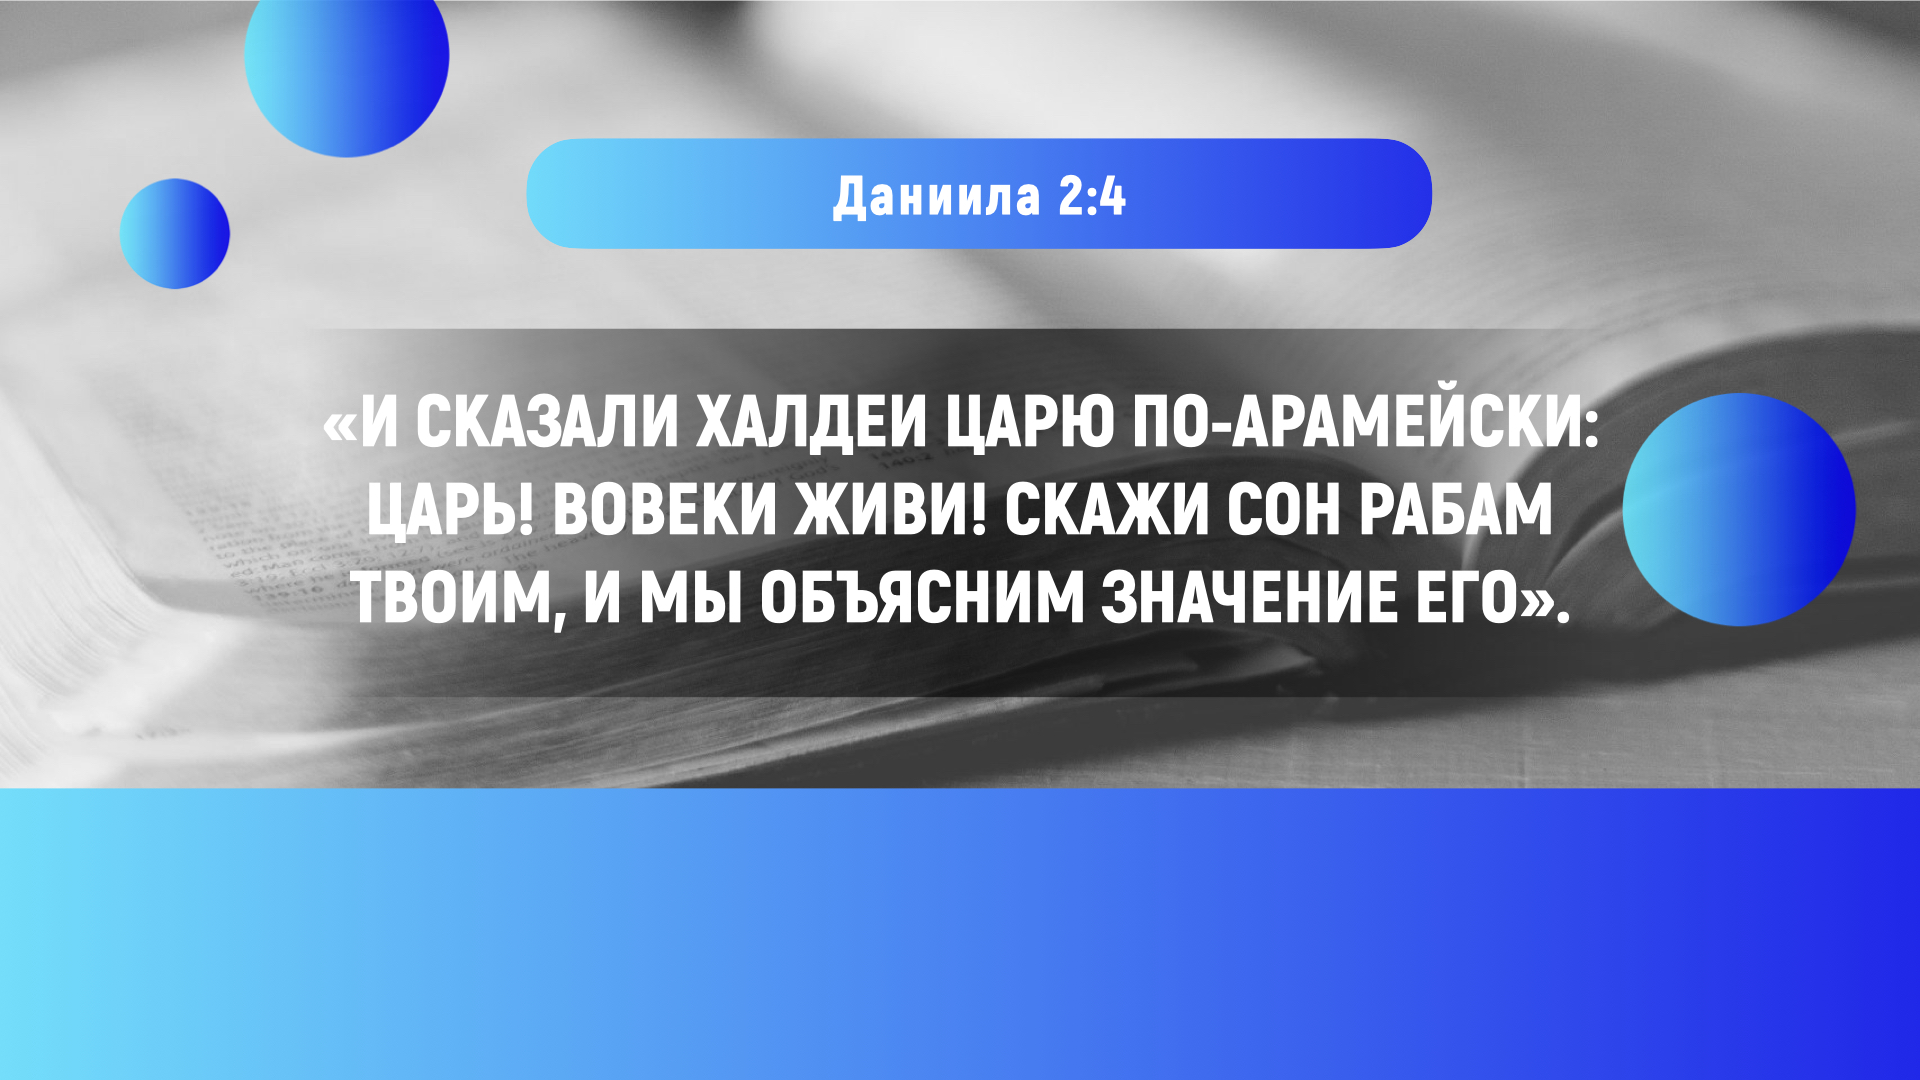 Даниила 2:4
«И СКАЗАЛИ ХАЛДЕИ ЦАРЮ ПО-АРАМЕЙСКИ:
ЦАРЬ! ВОВЕКИ ЖИВИ! СКАЖИ СОН РАБАМ
ТВОИМ, И МЫ ОБЪЯСНИМ ЗНАЧЕНИЕ ЕГО».